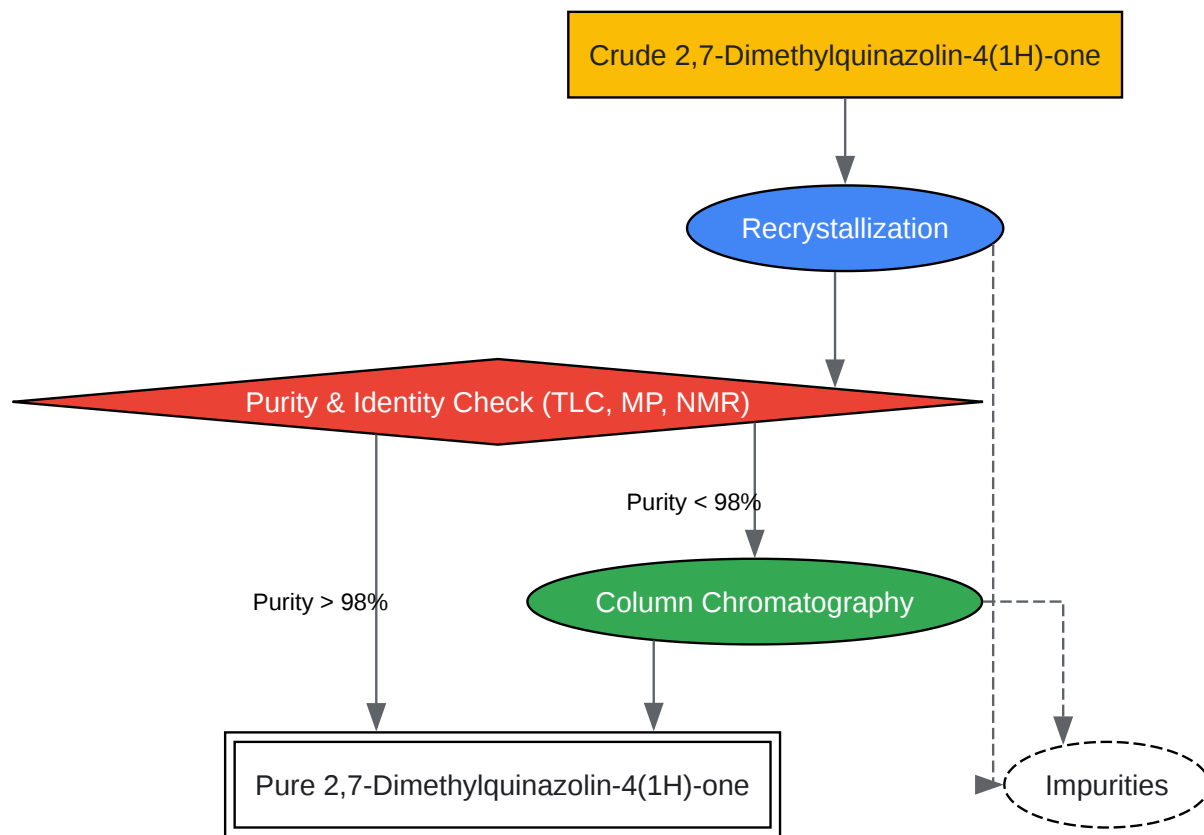 Crude 2,7-Dimethylquinazolin-4(1H)-one
Recrystallization
Purity & Identity Check (TLC, MP, NMR)
Purity < 98%
Purity > 98%
Column Chromatography
Pure 2,7-Dimethylquinazolin-4(1H)-one
Impurities